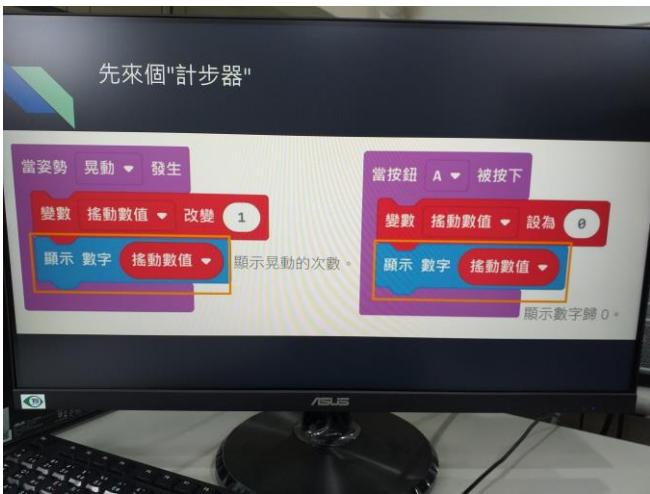 先來個"計步器"
當姿勢 晃動 發生
變數 搖動數值 改變 1
顯示 數字 搖動數值
顯示晃動的次數。
當按鈕 A 被按下
變數 搖動數值 設為 0
顯示 數字 搖動數值
顯示數字歸 0。
ASUS